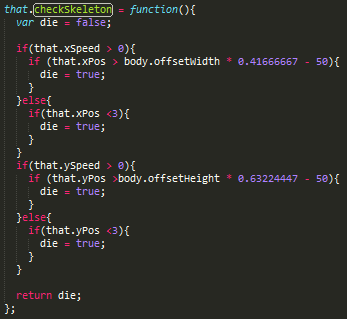 that.checkSkeleton = function(){
  var die = false;

  if(that.xSpeed > 0){
    if (that.xPos > body.offsetWidth * 0.41666667 - 50){
      die = true;
    }
  }else{
    if(that.xPos <3){
      die = true;
    }
  }
  if(that.ySpeed > 0){
    if (that.yPos >body.offsetHeight * 0.63224447 - 50){
      die = true;
    }
  }else{
    if(that.yPos <3){
      die = true;
    }
  }

  return die;
};